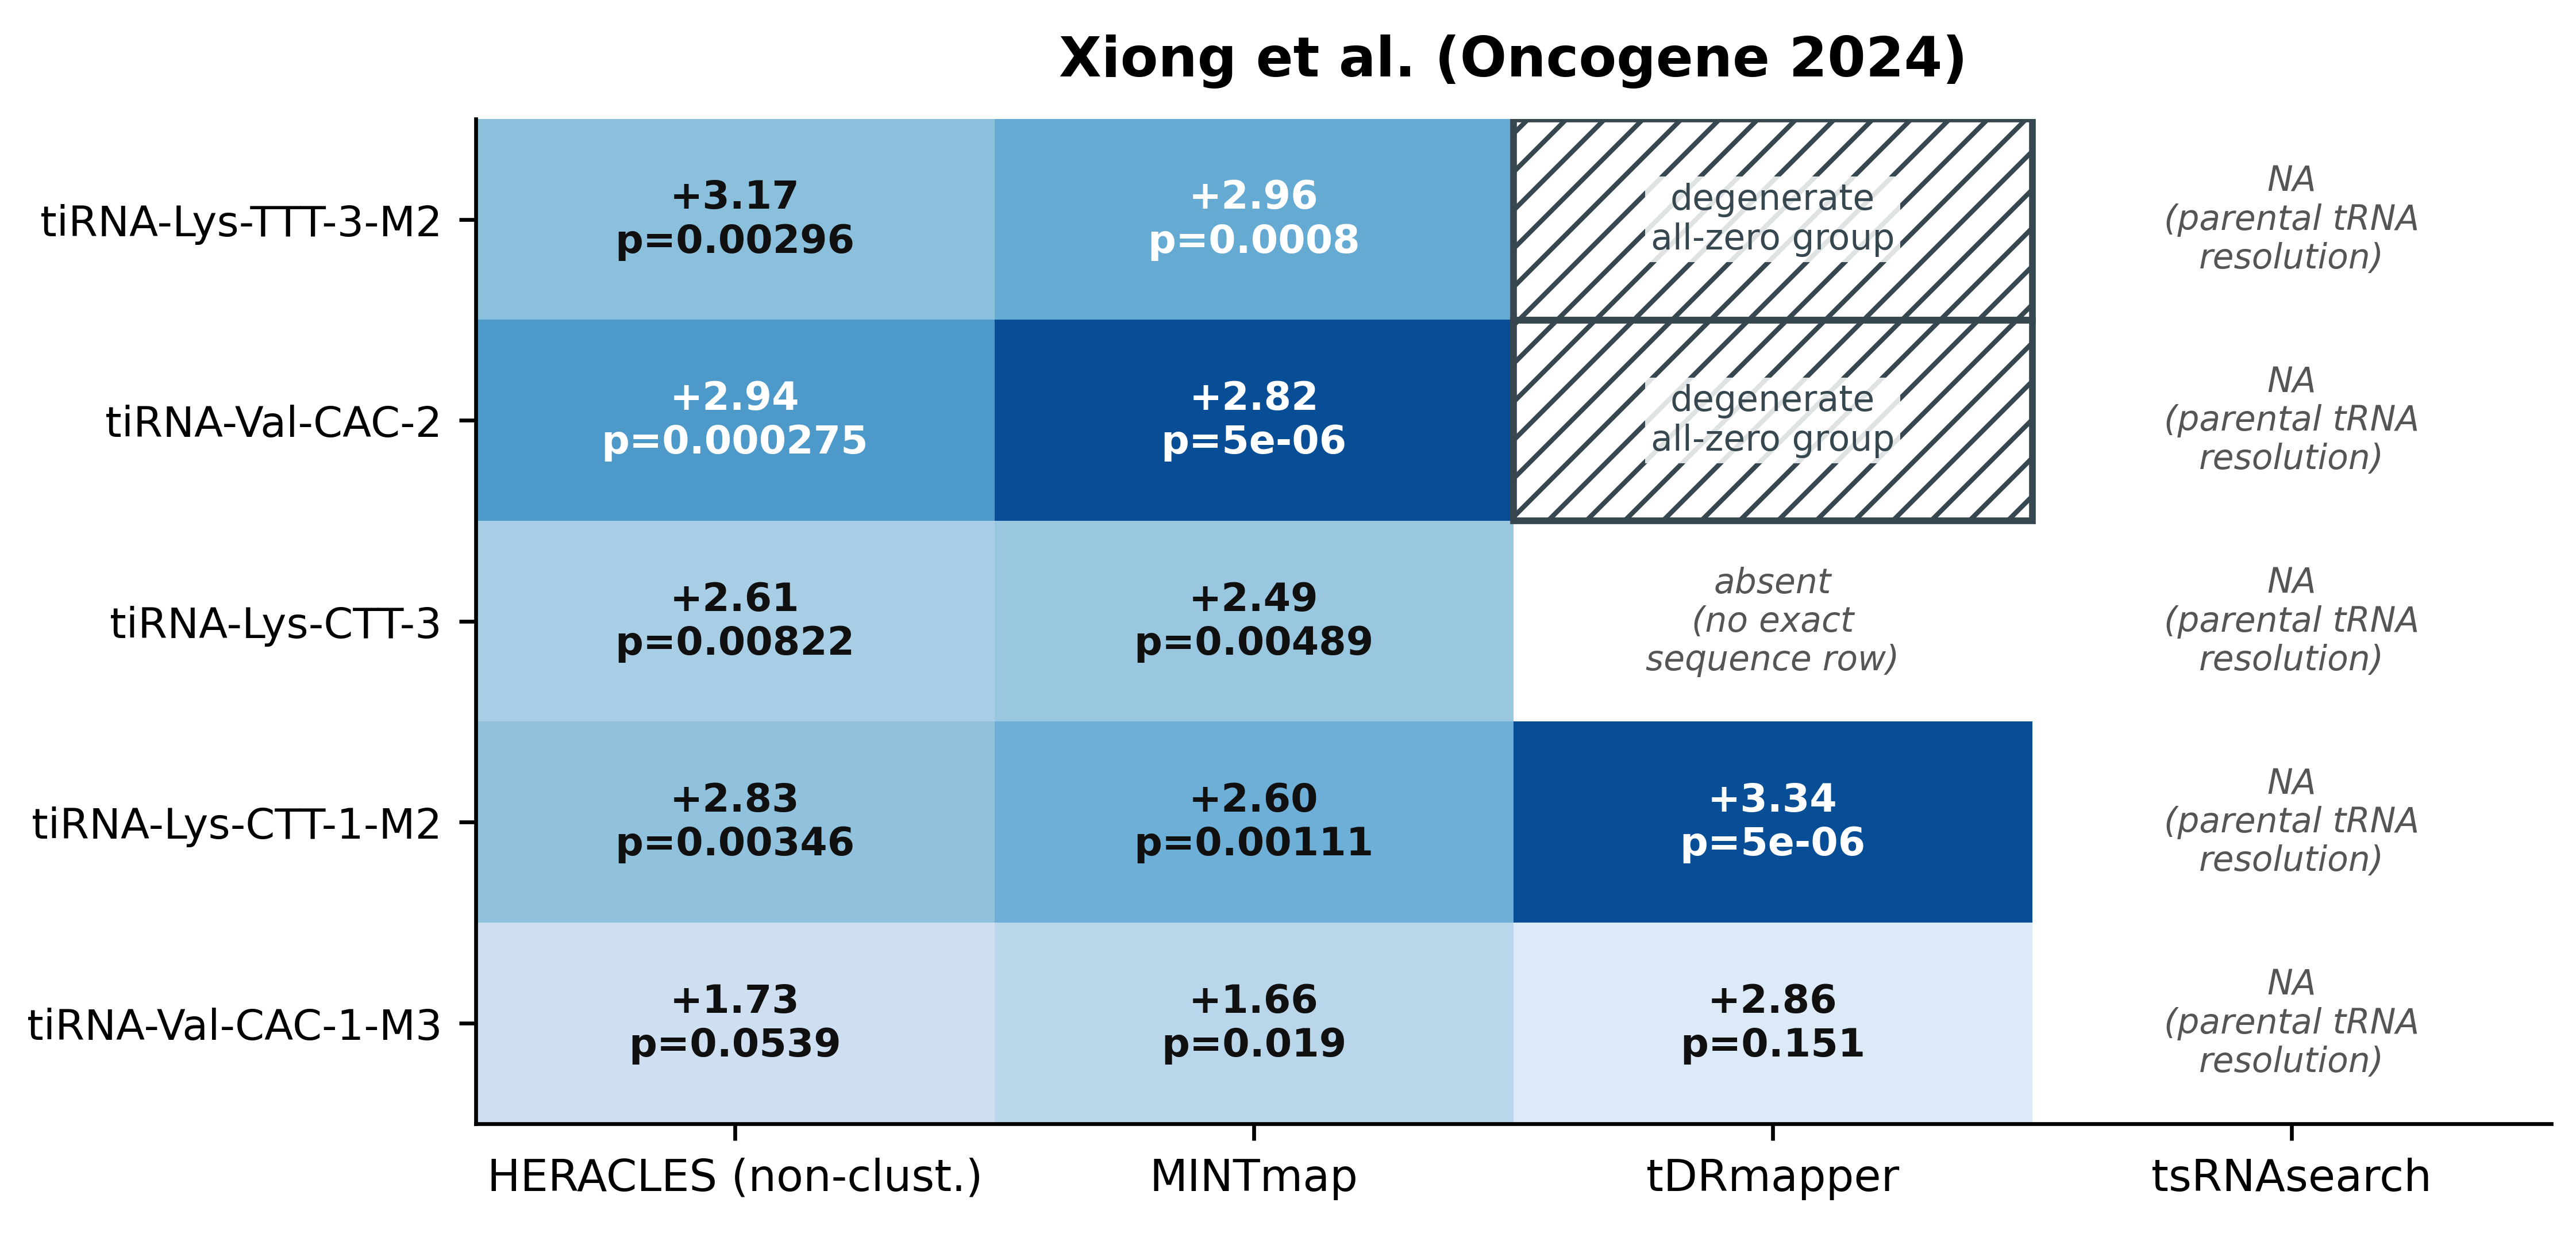 Xiong et al. (Oncogene 2024)
tiRNA-Lys-TTT-3-M2
+3.17
p=0.00296
+2.96
p=0.0008
degenerate
all-zero group
NA
(parental tRNA
resolution)
tiRNA-Val-CAC-2
+2.94
p=0.000275
+2.82
p=5e-06
degenerate
all-zero group
NA
(parental tRNA
resolution)
tiRNA-Lys-CTT-3
+2.61
p=0.00822
+2.49
p=0.00489
absent
(no exact
sequence row)
NA
(parental tRNA
resolution)
tiRNA-Lys-CTT-1-M2
+2.83
p=0.00346
+2.60
p=0.00111
+3.34
p=5e-06
NA
(parental tRNA
resolution)
tiRNA-Val-CAC-1-M3
+1.73
p=0.0539
+1.66
p=0.019
+2.86
p=0.151
NA
(parental tRNA
resolution)
HERACLES (non-clust.)
MINTmap
tDRmapper
tsRNAsearch